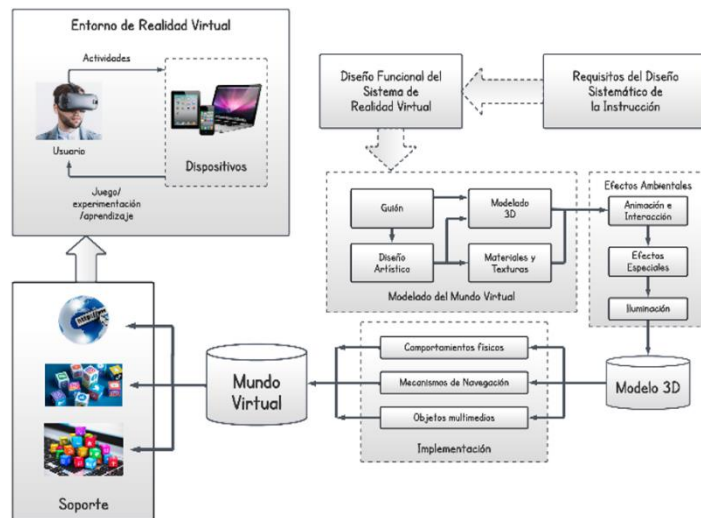 Entorno de Realidad Virtual
Actividades
Usuario
Dispositivos
Juego/
experimentación
/aprendizaje
Diseño Funcional del
Sistema de
Realidad Virtual
Requisitos del Diseño
Sistemático de
la Instrucción
Guión
Modelado
3D
Diseño
Artístico
Materiales y
Texturas
Modelado del Mundo Virtual
Efectos Ambientales
Animación e
Interacción
Efectos
Especiales
Iluminación
Modelo 3D
Comportamientos físicos
Mecanismos de Navegación
Objetos multimedios
Implementación
Mundo
Virtual
Soporte